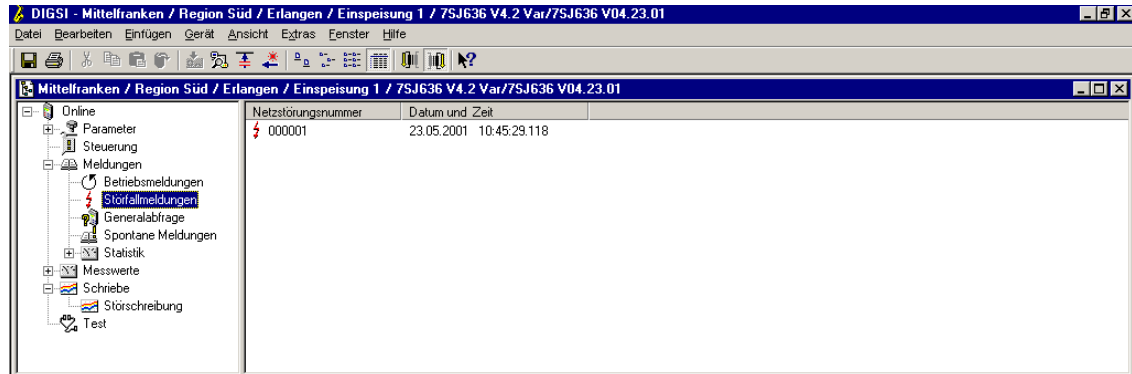 DIGSI - Mittelfranken / Region Süd / Erlangen / Einspeisung 1 / 7SJ636 V4.2 Var/7SJ636 V04.23.01
Datei Bearbeiten Einfügen Gerät Ansicht Extras Fenster Hilfe
Mittelfranken / Region Süd / Erlangen / Einspeisung 1 / 7SJ636 V4.2 Var/7SJ636 V04.23.01
Online
Parameter
Steuerung
Meldungen
Betriebsmeldungen
Störfallmeldungen
Generalabfrage
Spontane Meldungen
Statistik
Messwerte
Schriebe
Störschreibung
Test
Netzstörungsnummer Datum und Zeit
000001 23.05.2001 10:45:29.118